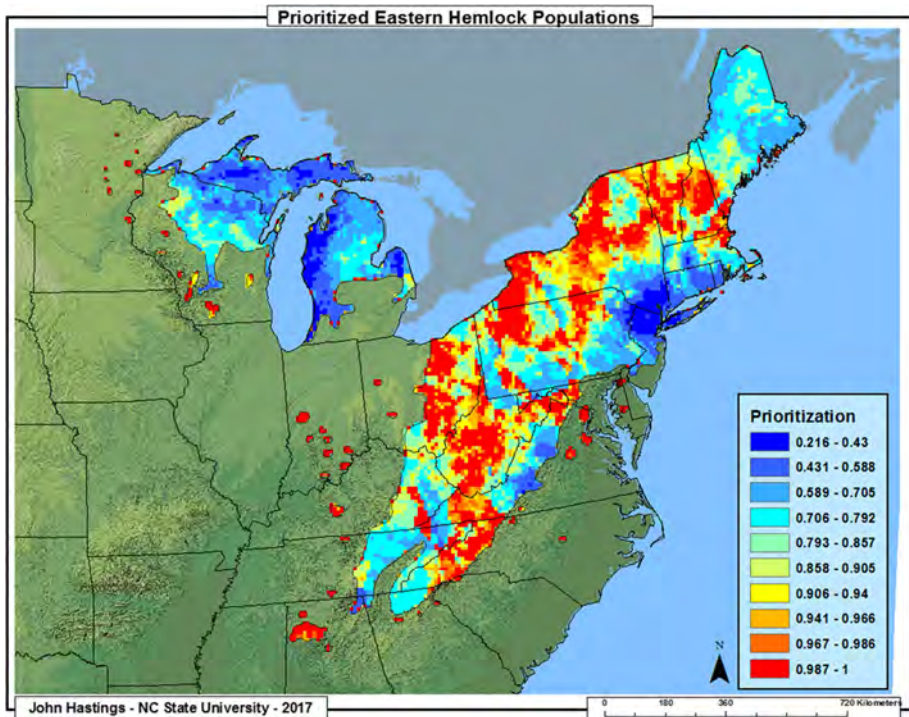 Prioritized Eastern Hemlock Populations
Prioritization
0.216 - 0.43
0.431 - 0.588
0.589 - 0.705
0.706 - 0.792
0.793 - 0.857
0.858 - 0.905
0.906 - 0.94
0.941 - 0.966
0.967 - 0.986
0.987 - 1
N
John Hastings - NC State University - 2017
0 180 360 720 Kilometers